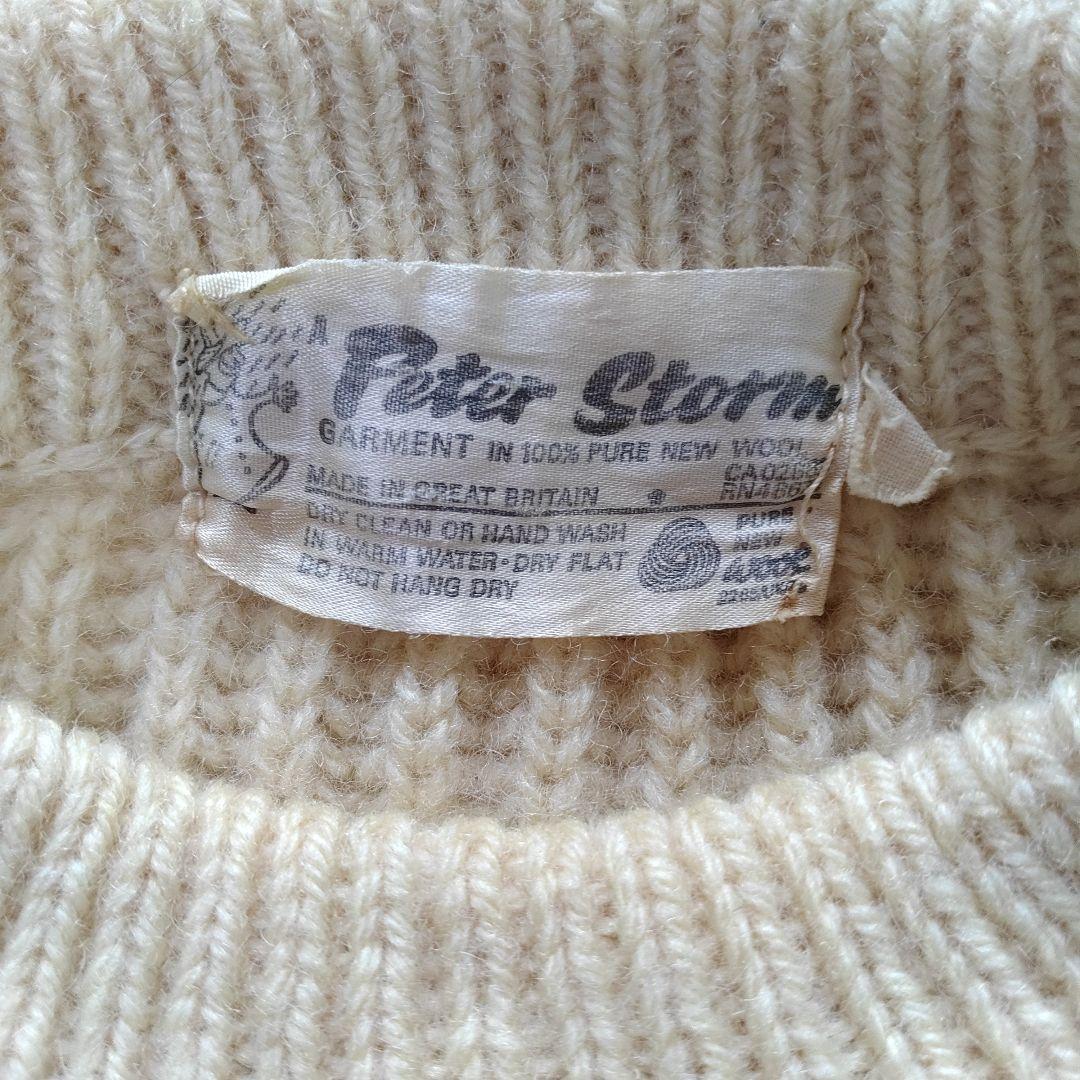 A Peter Storm
GARMENT IN 100% PURE NEW WOOL
MADE IN GREAT BRITAIN
DRY CLEAN OR HAND WASH
IN WARM WATER·DRY FLAT
DO NOT HANG DRY
PURE
NEW
WOOL